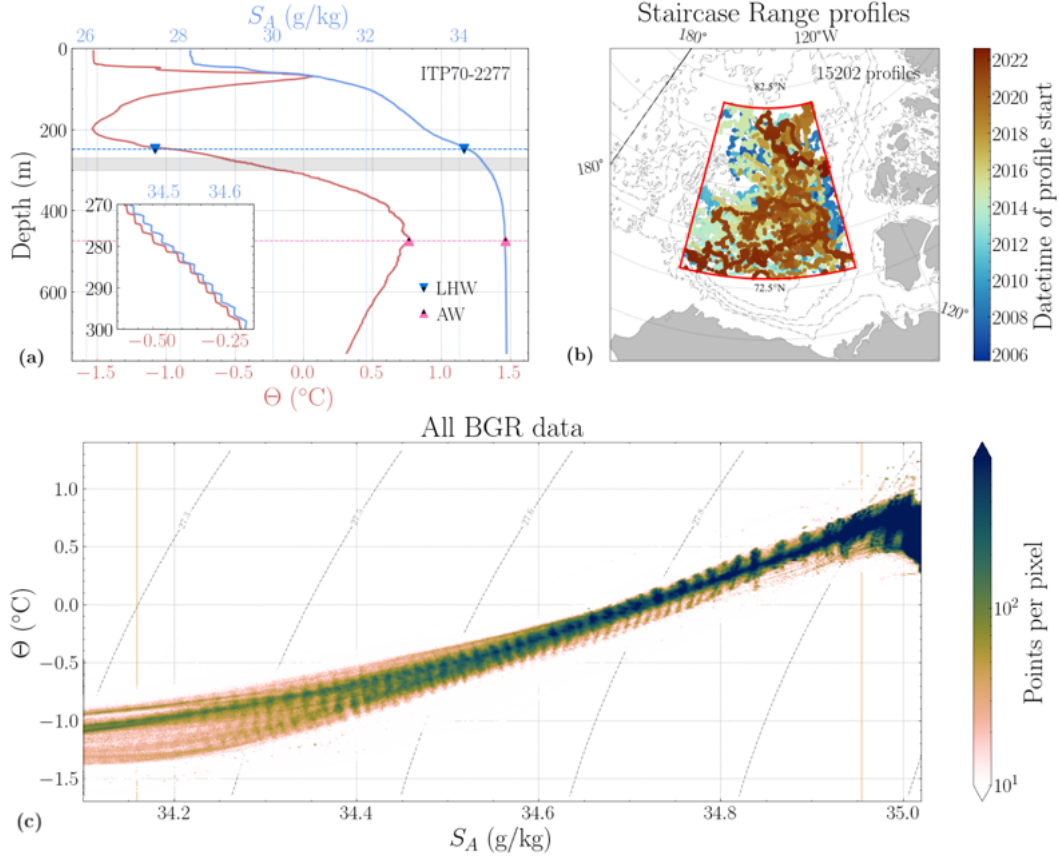 S_A (g/kg)
26 28 30 32 34
ITP70-2277
0
200
400
600
Depth (m)
34.5 34.6
270
280
290
300
−0.50 −0.25
LHW
AW
(a)
−1.5 −1.0 −0.5 0.0 0.5 1.0 1.5
Θ (°C)
Staircase Range profiles
180° 120°W
15202 profiles
82.5°N
180°
72.5°N
120°
(b)
2022
2020
2018
2016
2014
2012
2010
2008
2006
Datetime of profile start
All BGR data
1.0
0.5
0.0
−0.5
−1.0
−1.5
Θ (°C)
34.2 34.4 34.6 34.8 35.0
S_A (g/kg)
(c)
10²
10¹
Points per pixel